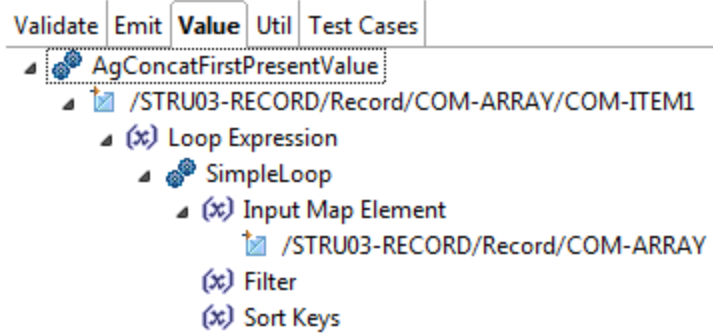 Validate Emit Value Util Test Cases
AgConcatFirstPresentValue
/STRU03-RECORD/Record/COM-ARRAY/COM-ITEM1
(x) Loop Expression
SimpleLoop
(x) Input Map Element
/STRU03-RECORD/Record/COM-ARRAY
(x) Filter
(x) Sort Keys